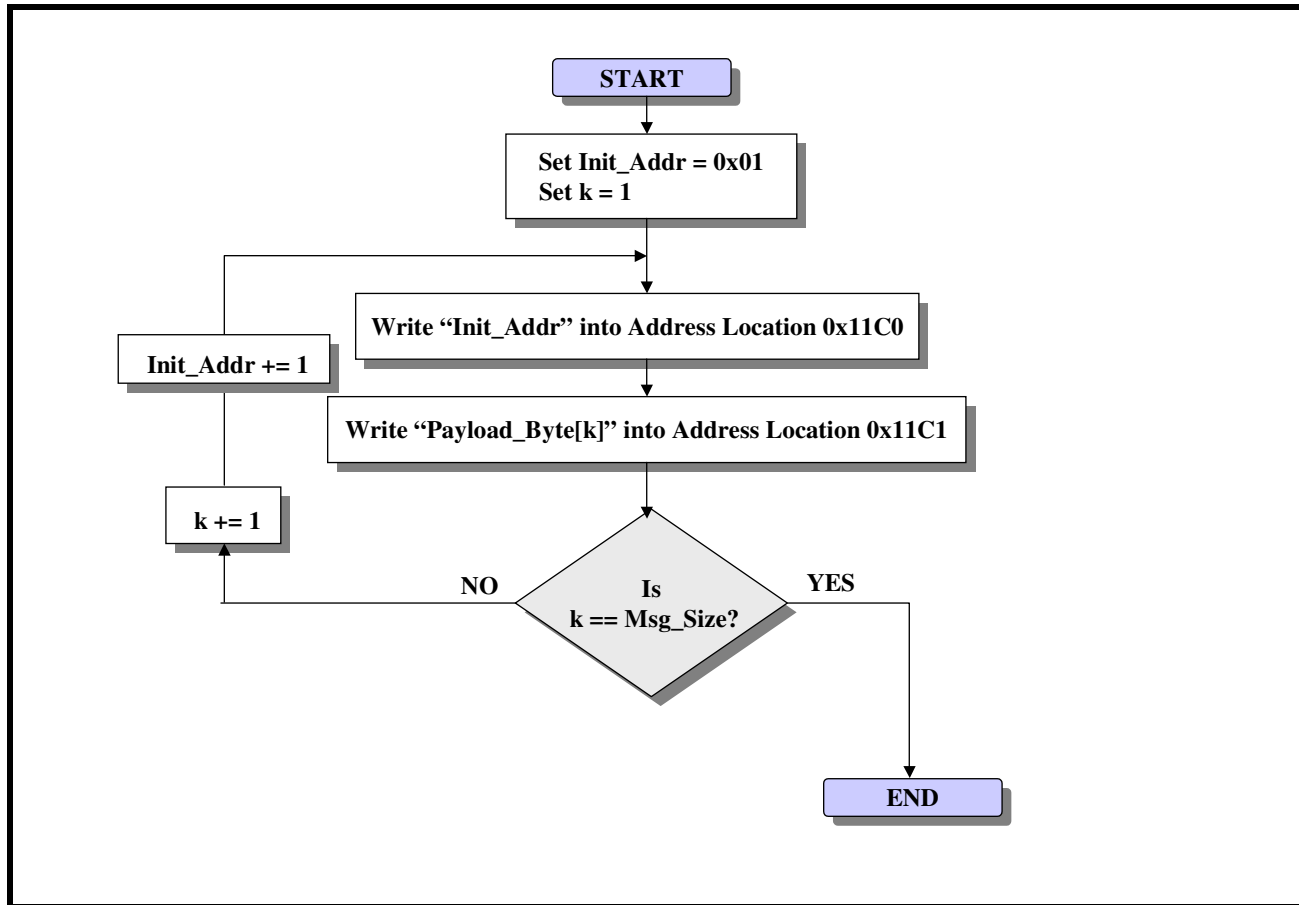 START
Set Init_Addr = 0x01
Set k = 1
Write “Init_Addr” into Address Location 0x11C0
Init_Addr += 1
Write “Payload_Byte[k]” into Address Location 0x11C1
k += 1
NO
Is
k == Msg_Size?
YES
END